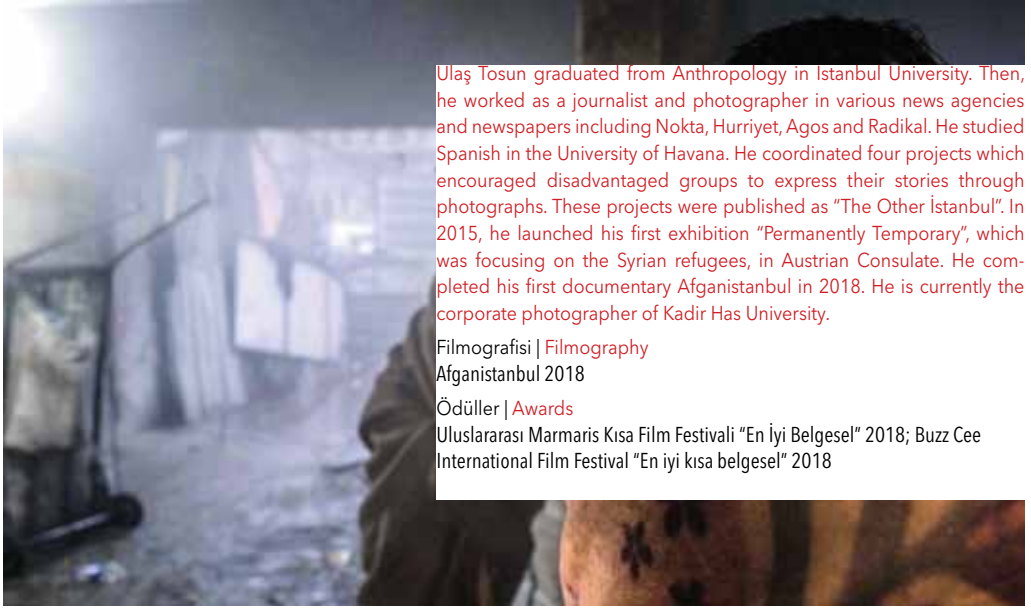 Ulaş Tosun graduated from Anthropology in Istanbul University. Then,
he worked as a journalist and photographer in various news agencies
and newspapers including Nokta, Hurriyet, Agos and Radikal. He studied
Spanish in the University of Havana. He coordinated four projects which
encouraged disadvantaged groups to express their stories through
photographs. These projects were published as “The Other İstanbul”. In
2015, he launched his first exhibition “Permanently Temporary”, which
was focusing on the Syrian refugees, in Austrian Consulate. He com-
pleted his first documentary Afganistanbul in 2018. He is currently the
corporate photographer of Kadir Has University.
Filmografisi | Filmography
Afganistanbul 2018
Ödüller | Awards
Uluslararası Marmaris Kısa Film Festivali “En İyi Belgesel” 2018; Buzz Cee
International Film Festival “En iyi kısa belgesel” 2018